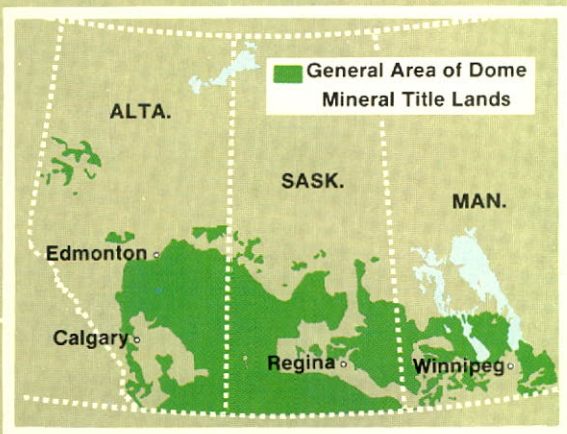 General Area of Dome
Mineral Title Lands
ALTA.
SASK.
MAN.
Edmonton
Calgary
Regina
Winnipeg